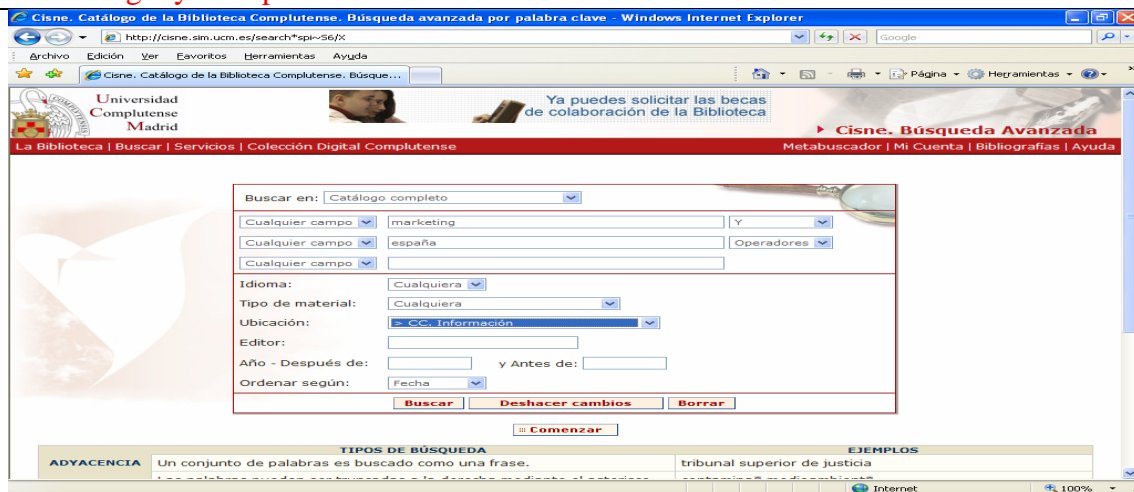 Cisne. Catálogo de la Biblioteca Complutense. Búsqueda avanzada por palabra clave - Windows Internet Explorer
http://cisne.sim.ucm.es/search*spi~S6/X
Google
Archivo Edición Ver Favoritos Herramientas Ayuda
Cisne. Catálogo de la Biblioteca Complutense. Búsque...
Página Herramientas
Universidad
Complutense
Madrid
Ya puedes solicitar las becas
de colaboración de la Biblioteca
Cisne. Búsqueda Avanzada
La Biblioteca | Buscar | Servicios | Colección Digital Complutense
Metabuscador | Mi Cuenta | Bibliografías | Ayuda
Buscar en: Catálogo completo
Cualquier campo marketing Y
Cualquier campo españa Operadores
Cualquier campo
Idioma: Cualquiera
Tipo de material: Cualquiera
Ubicación: > CC. Información
Editor:
Año - Después de: y Antes de:
Ordenar según: Fecha
Buscar Deshacer cambios Borrar
Comenzar
TIPOS DE BÚSQUEDA EJEMPLOS
ADYACENCIA Un conjunto de palabras es buscado como una frase. tribunal superior de justicia
Internet 100%